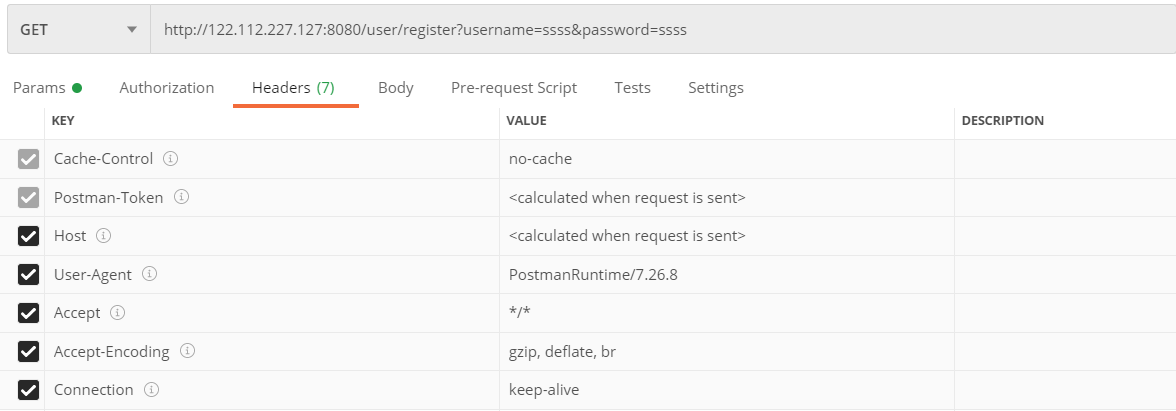 GET http://122.112.227.127:8080/user/register?username=ssss&password=ssss
Params Authorization Headers (7) Body Pre-request Script Tests Settings
KEY VALUE DESCRIPTION
Cache-Control no-cache
Postman-Token <calculated when request is sent>
Host <calculated when request is sent>
User-Agent PostmanRuntime/7.26.8
Accept */*
Accept-Encoding gzip, deflate, br
Connection keep-alive